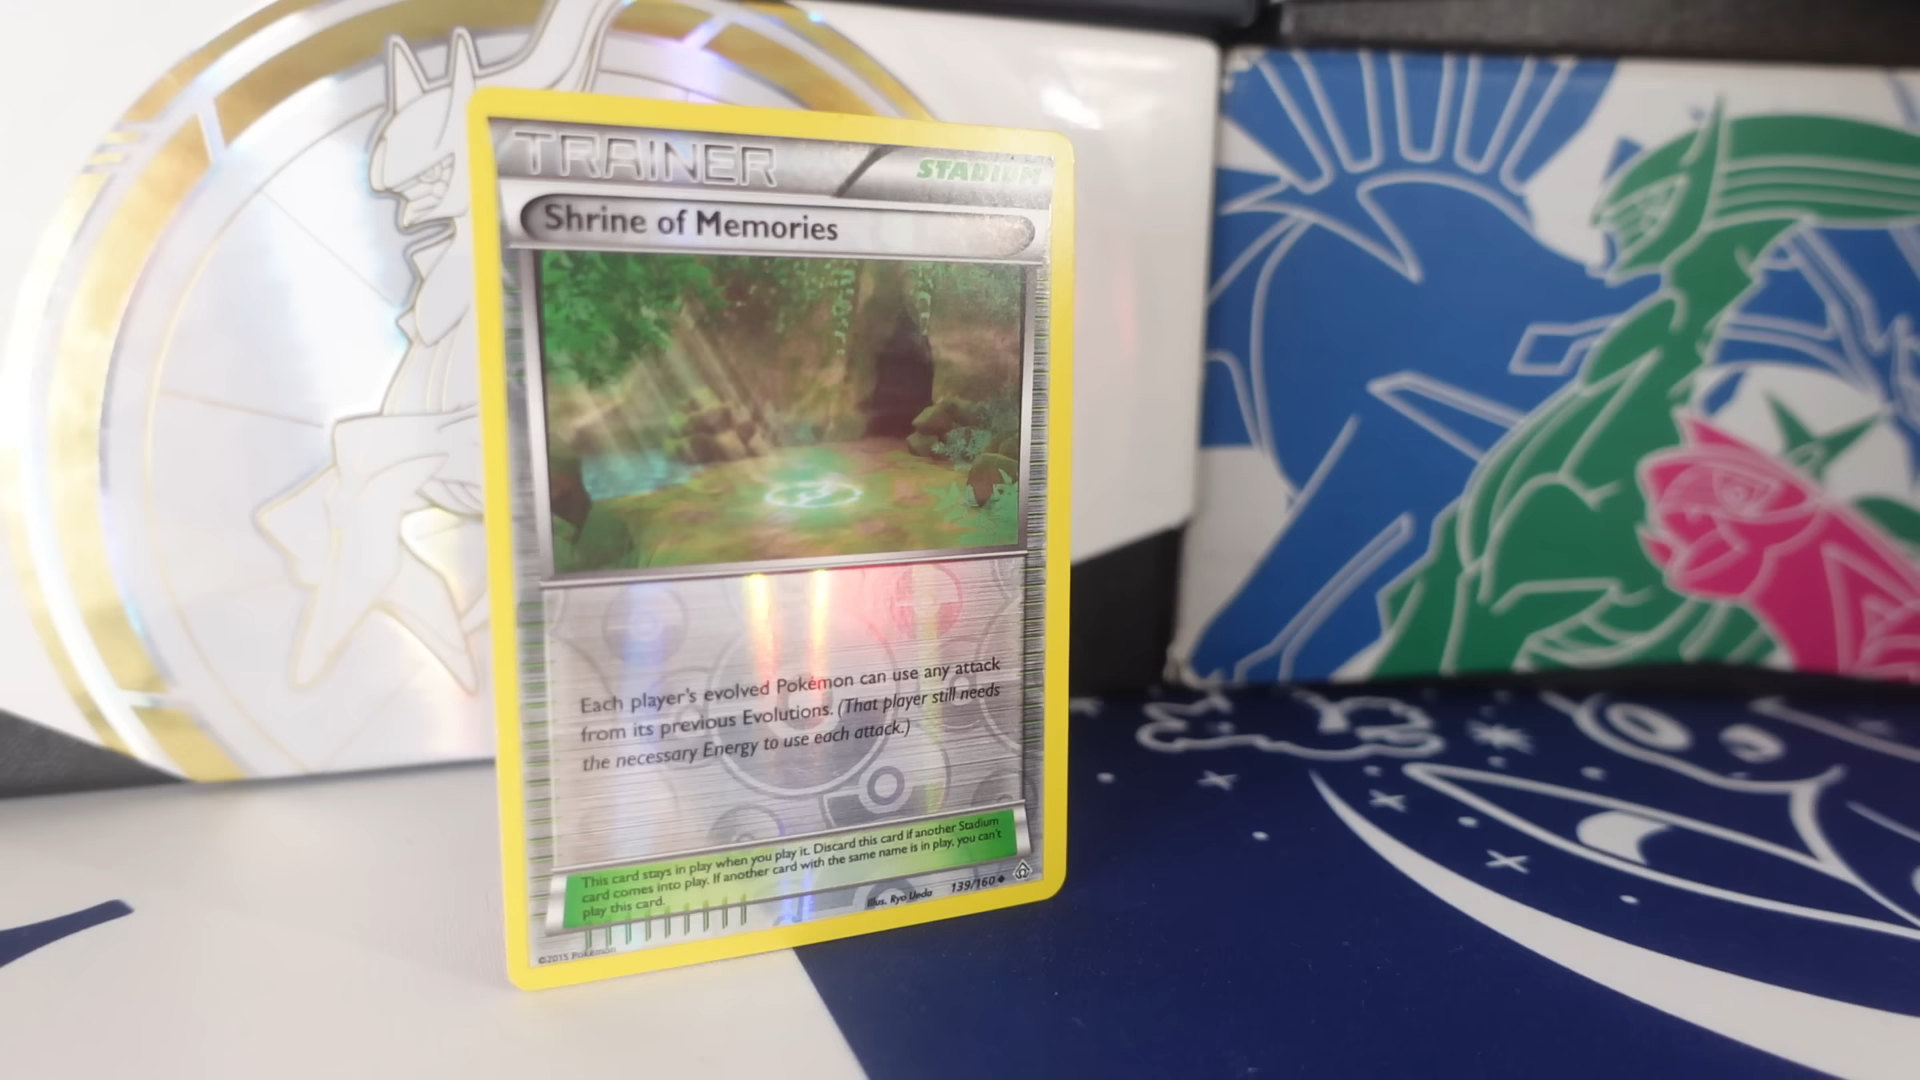 TRAINER
STADIUM
Shrine of Memories
Each player's evolved Pokémon can use any attack
from its previous Evolutions. (That player still needs
the necessary Energy to use each attack.)
This card stays in play when you play it. Discard this card if another Stadium
card comes into play. If another card with the same name is in play, you can't
play this card.
Illus. Ryo Ueda
139/160
©2015 Pokémon